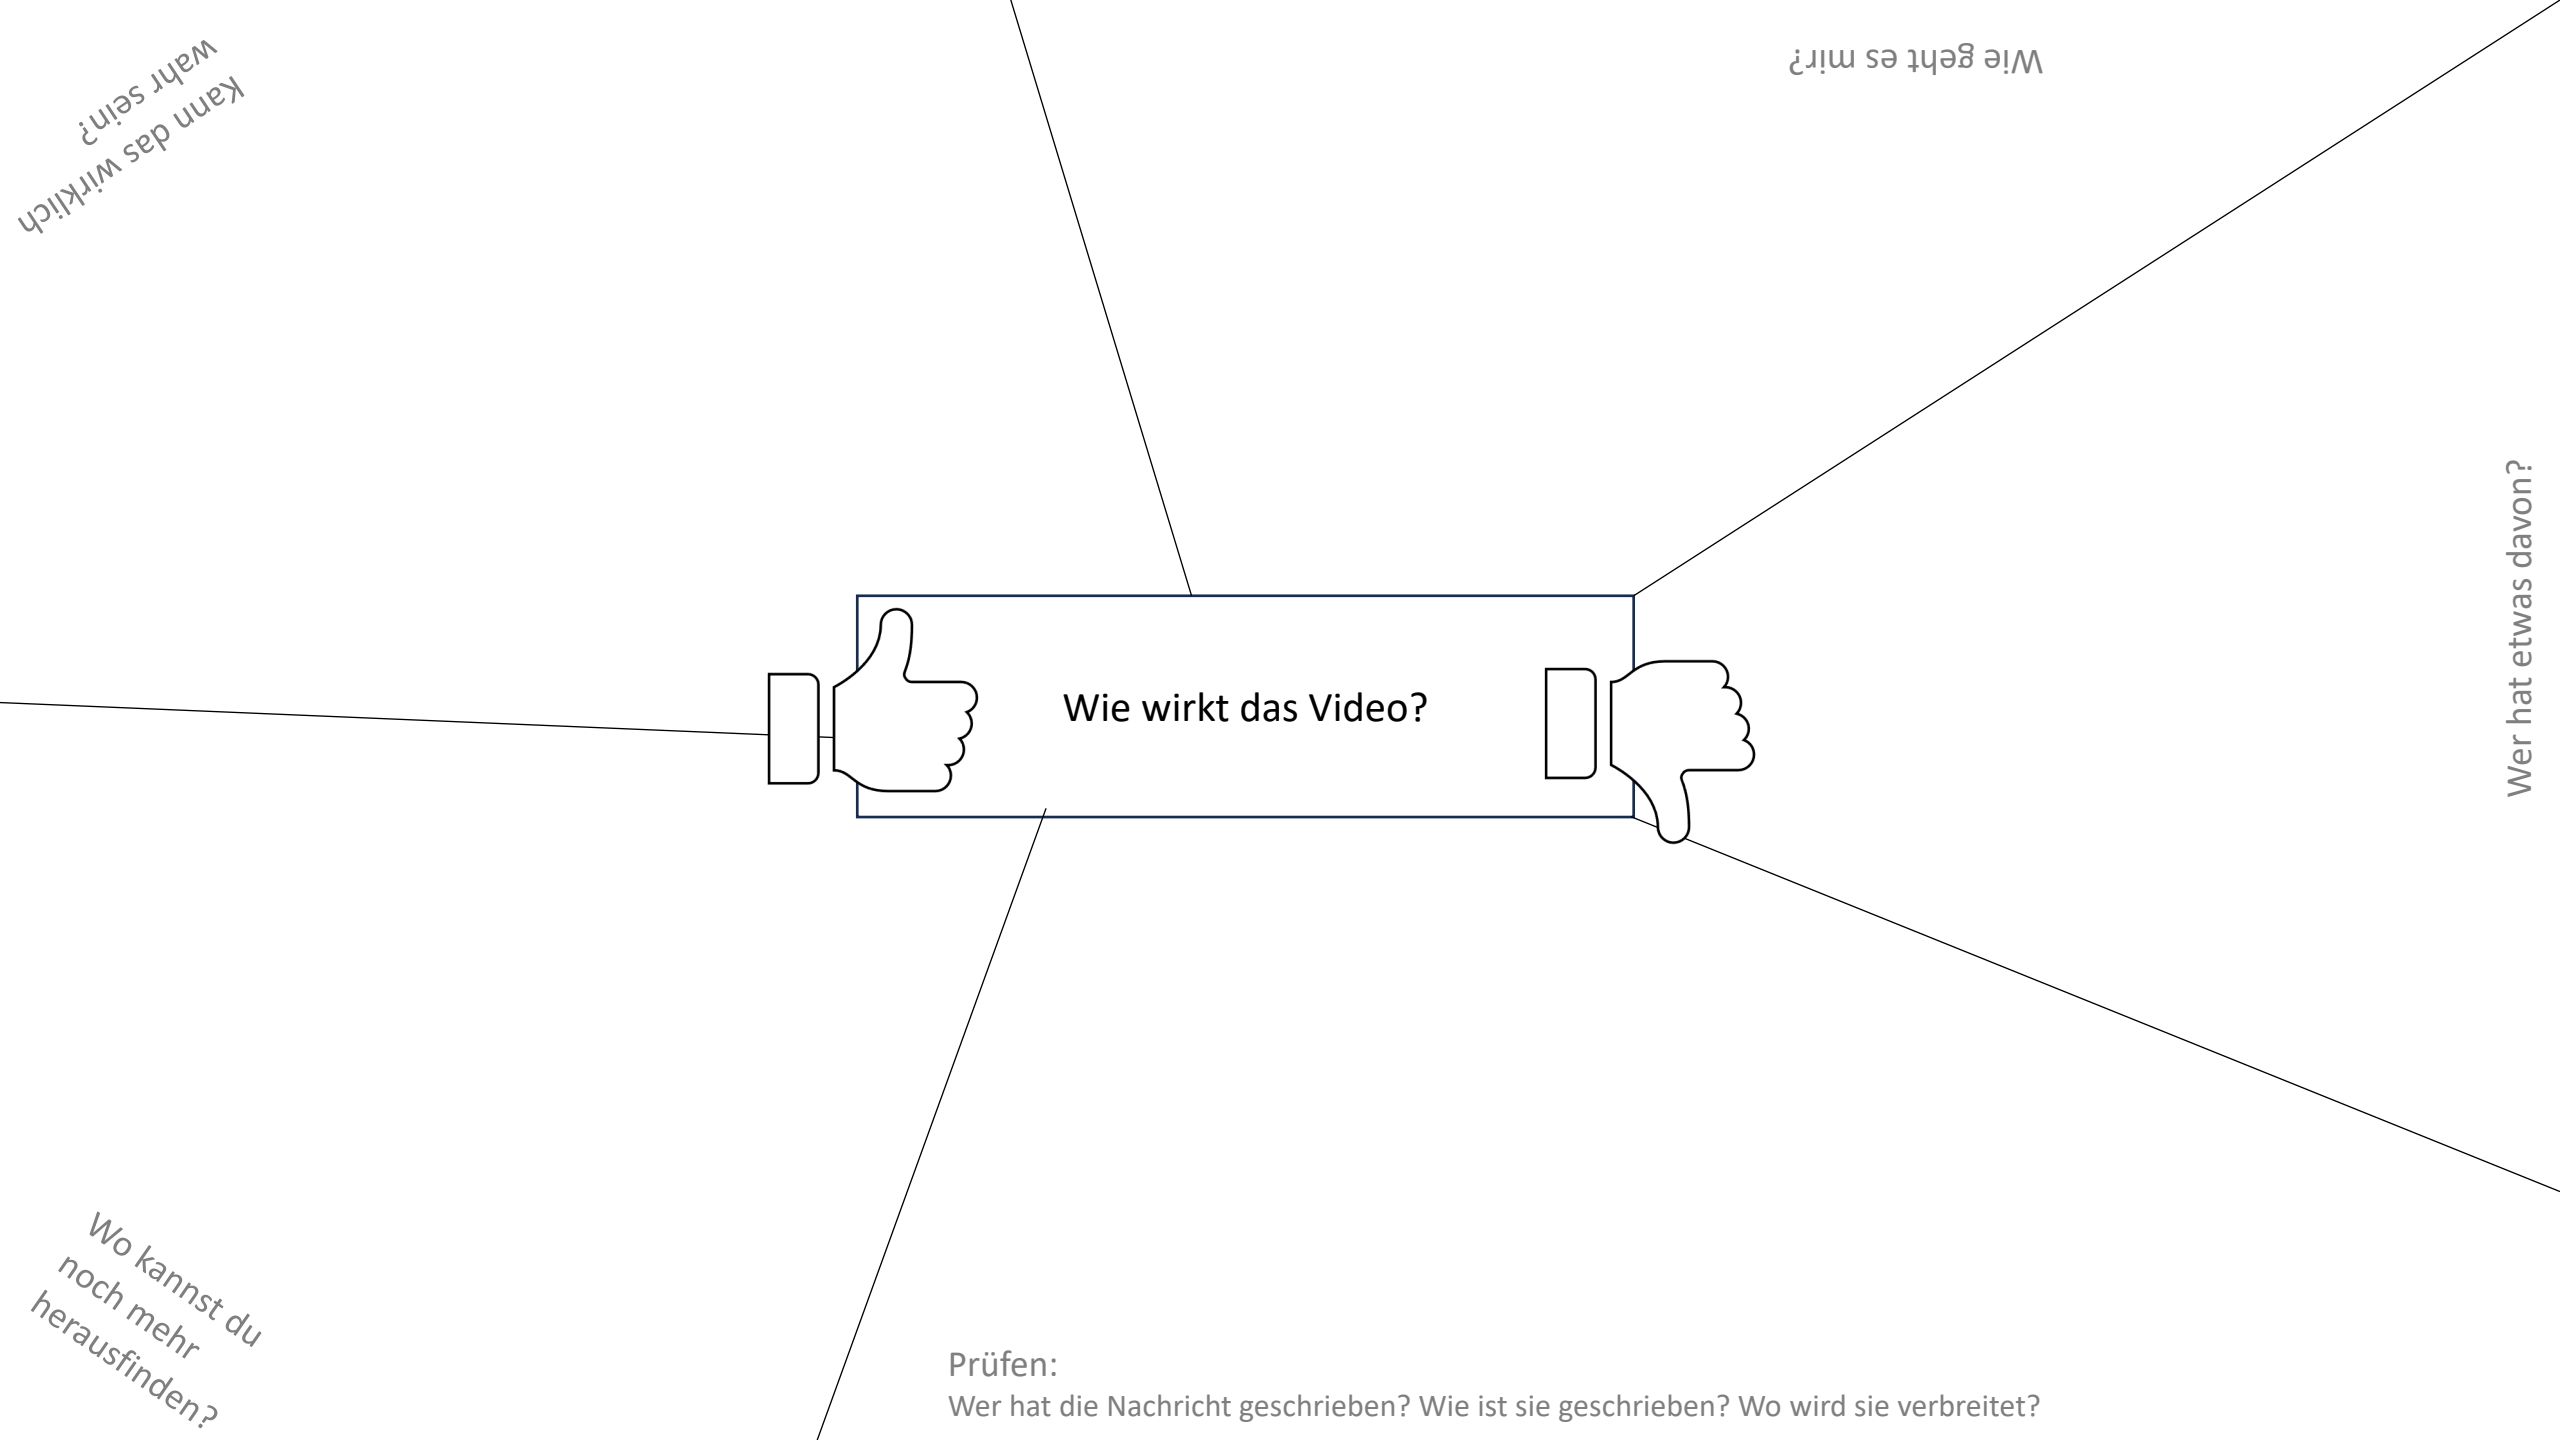 Kann das wirklich
wahr sein?
Wie geht es mir?
Wer hat etwas davon?
Wie wirkt das Video?
Wo kannst du
noch mehr
herausfinden?
Prüfen:
Wer hat die Nachricht geschrieben? Wie ist sie geschrieben? Wo wird sie verbreitet?